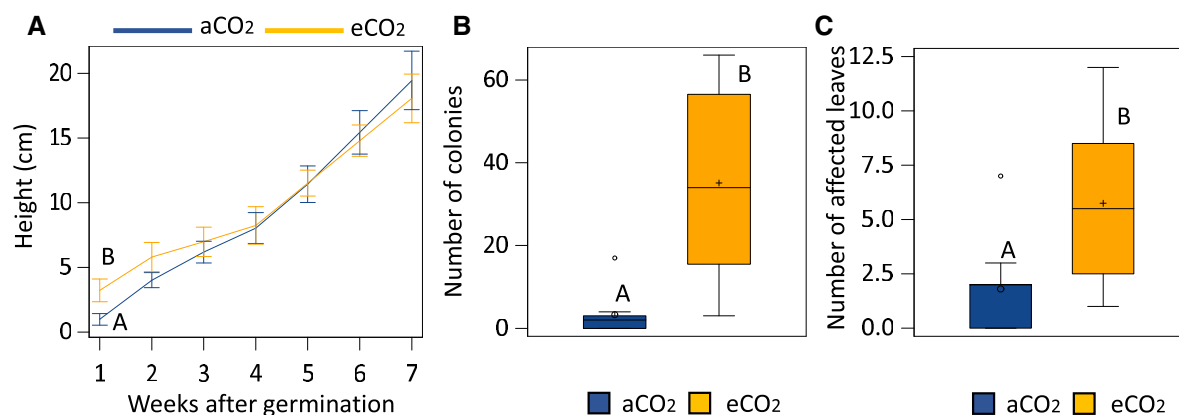 A
aCO2
eCO2
Height (cm)
20
15
10
5
0
B
A
1 2 3 4 5 6 7
Weeks after germination
B
Number of colonies
60
40
20
0
A
B
aCO2 eCO2
C
Number of affected leaves
12.5
10.0
7.5
5.0
2.5
0.0
A
B
aCO2 eCO2